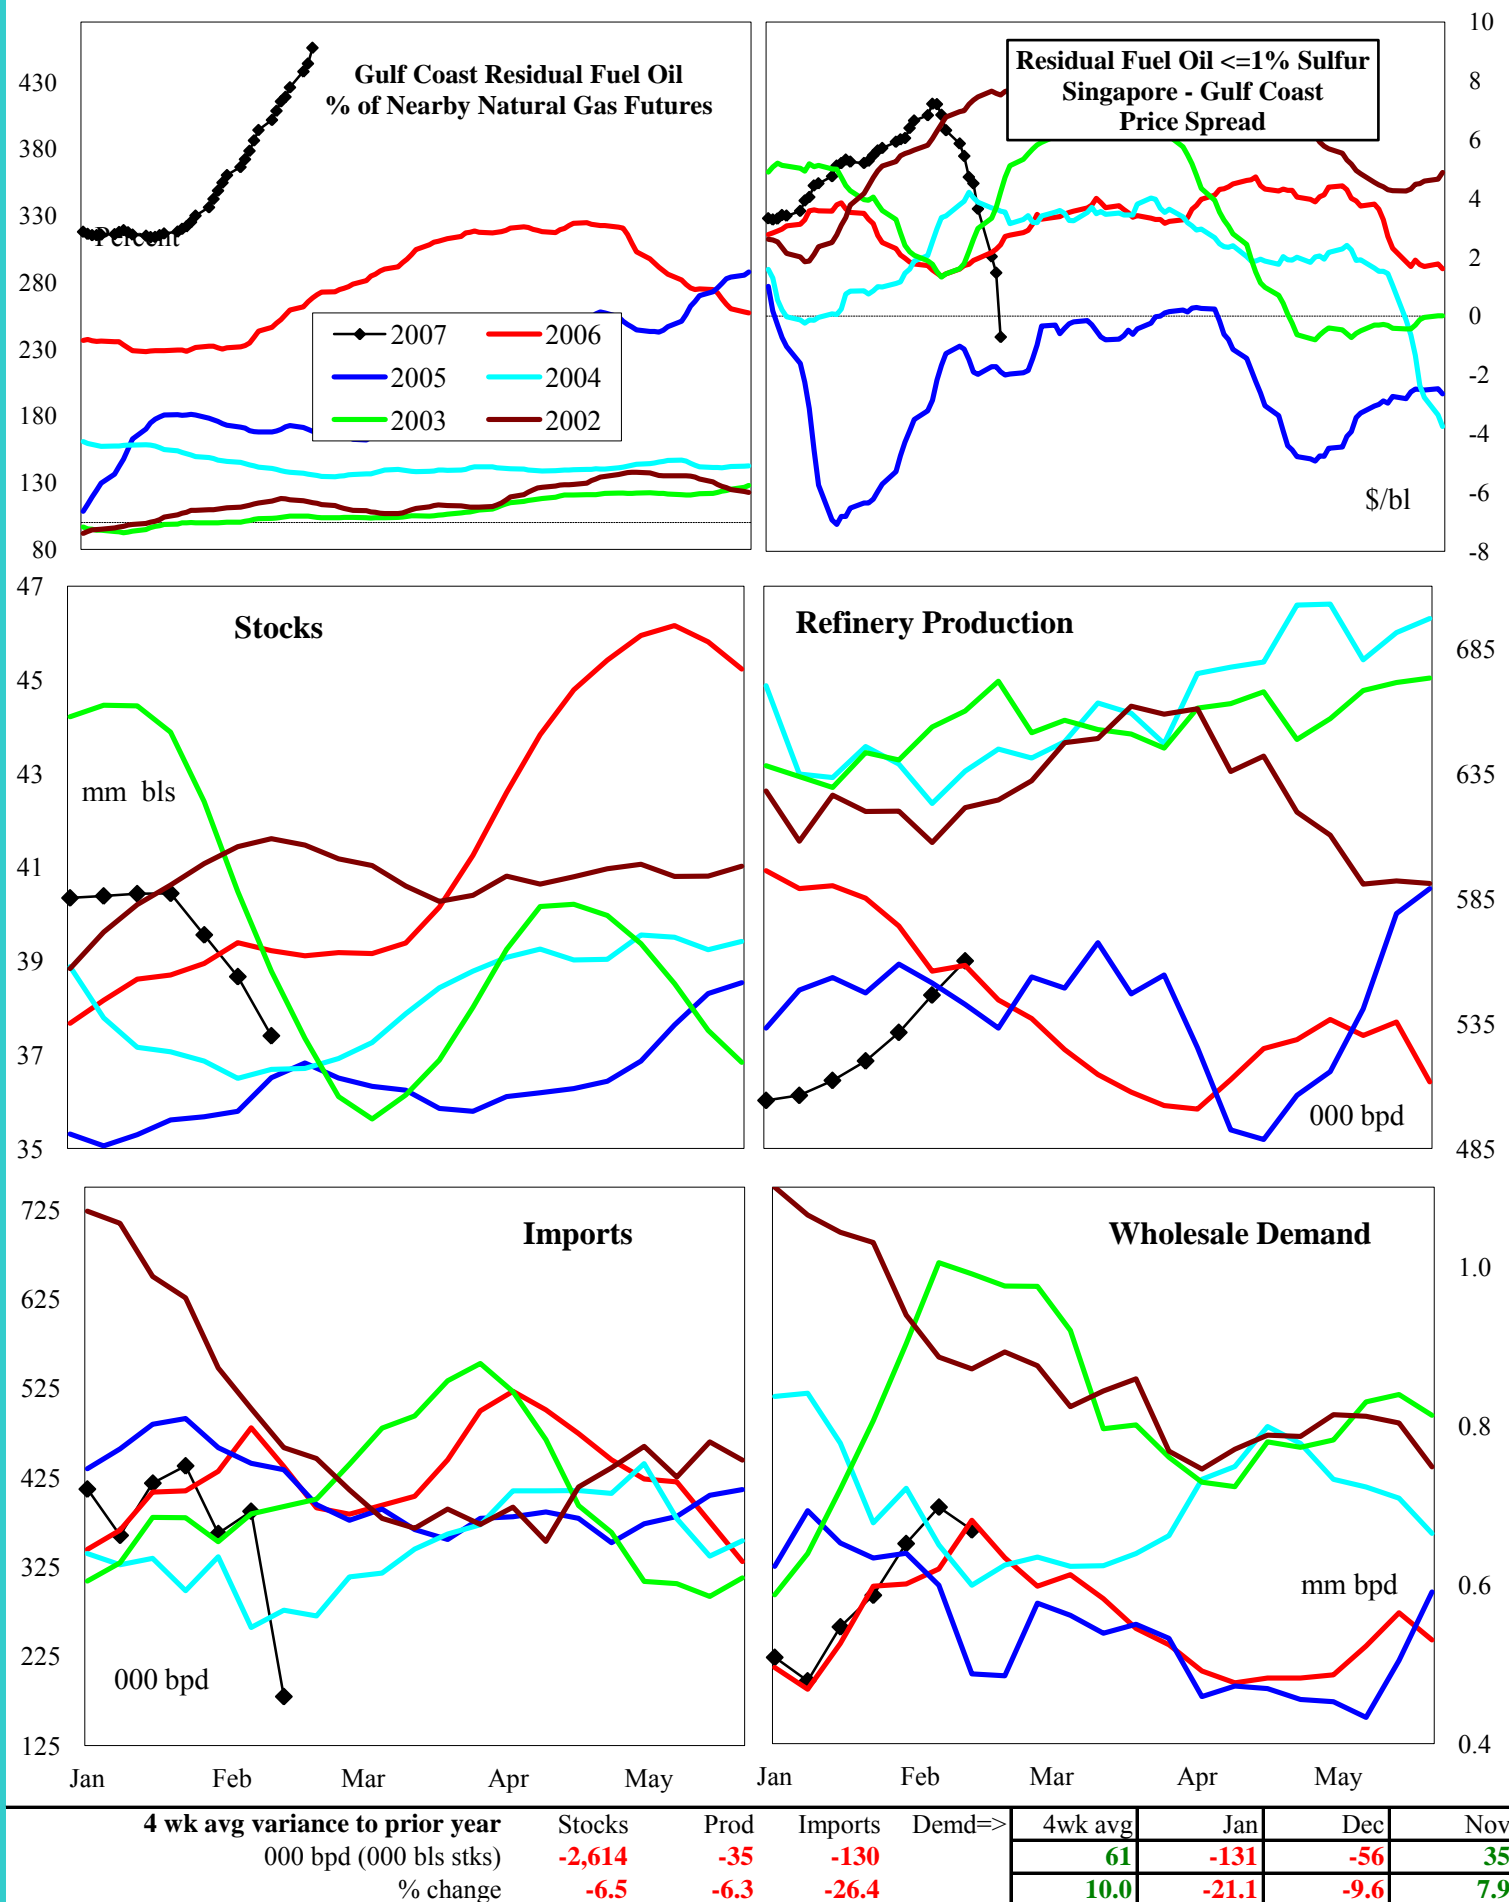 Gulf Coast Residual Fuel Oil
% of Nearby Natural Gas Futures
430
380
330
280
230
180
130
80
Percent
2007 2006
2005 2004
2003 2002
Residual Fuel Oil <=1% Sulfur
Singapore - Gulf Coast
Price Spread
10
8
6
4
2
0
-2
-4
-6
-8
$/bl
Stocks
47
45
43
41
39
37
35
mm bls
Refinery Production
685
635
585
535
485
000 bpd
Imports
725
625
525
425
325
225
125
000 bpd
Jan Feb Mar Apr May
Wholesale Demand
1.0
0.8
0.6
0.4
mm bpd
Jan Feb Mar Apr May
4 wk avg variance to prior year Stocks Prod Imports Demd=> 4wk avg Jan Dec Nov
000 bpd (000 bls stks) -2,614 -35 -130 61 -131 -56 35
% change -6.5 -6.3 -26.4 10.0 -21.1 -9.6 7.9